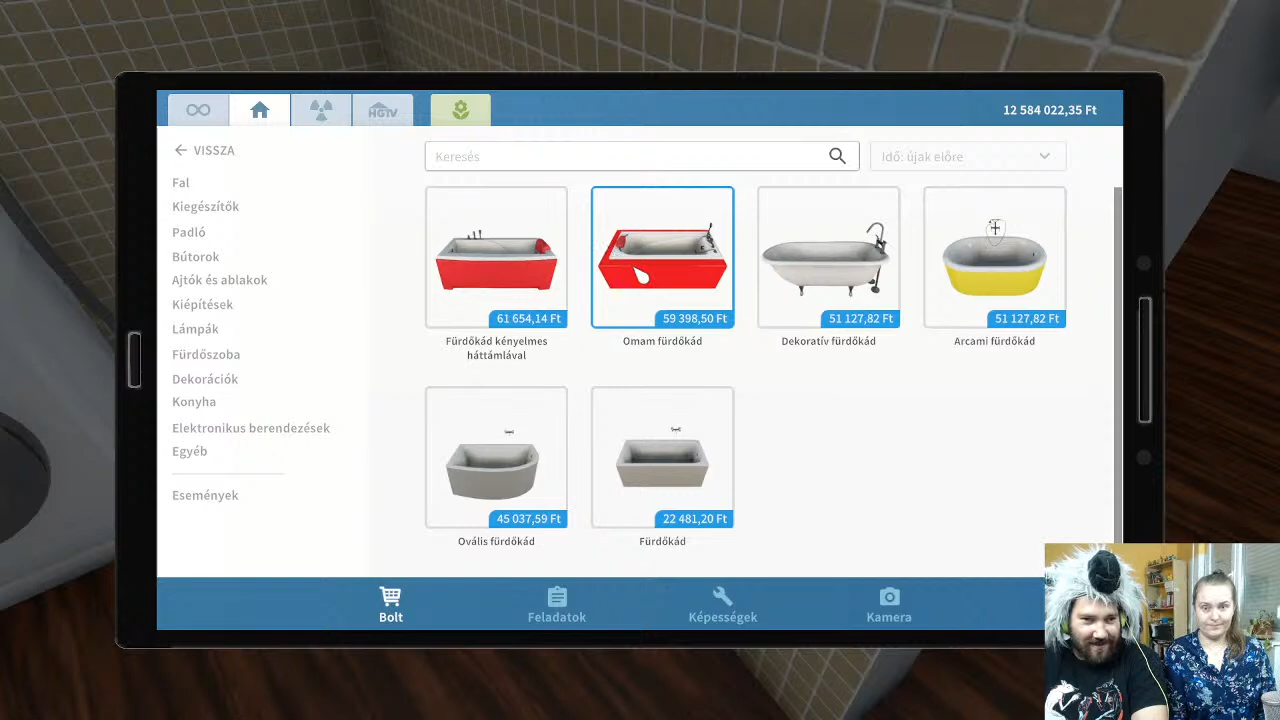 HGTV
12 584 022,35 Ft
VISSZA
Keresés
Idő: újak előre
Fal
Kiegészítők
Padló
Bútorok
Ajtók és ablakok
Kiépítések
Lámpák
Fürdőszoba
Dekorációk
Konyha
Elektronikus berendezések
Egyéb
Események
61 654,14 Ft
59 398,50 Ft
51 127,82 Ft
51 127,82 Ft
Fürdőkád kényelmes
háttámlával
Omam fürdőkád
Dekoratív fürdőkád
Arcami fürdőkád
45 037,59 Ft
22 481,20 Ft
Ovális fürdőkád
Fürdőkád
Bolt
Feladatok
Képességek
Kamera